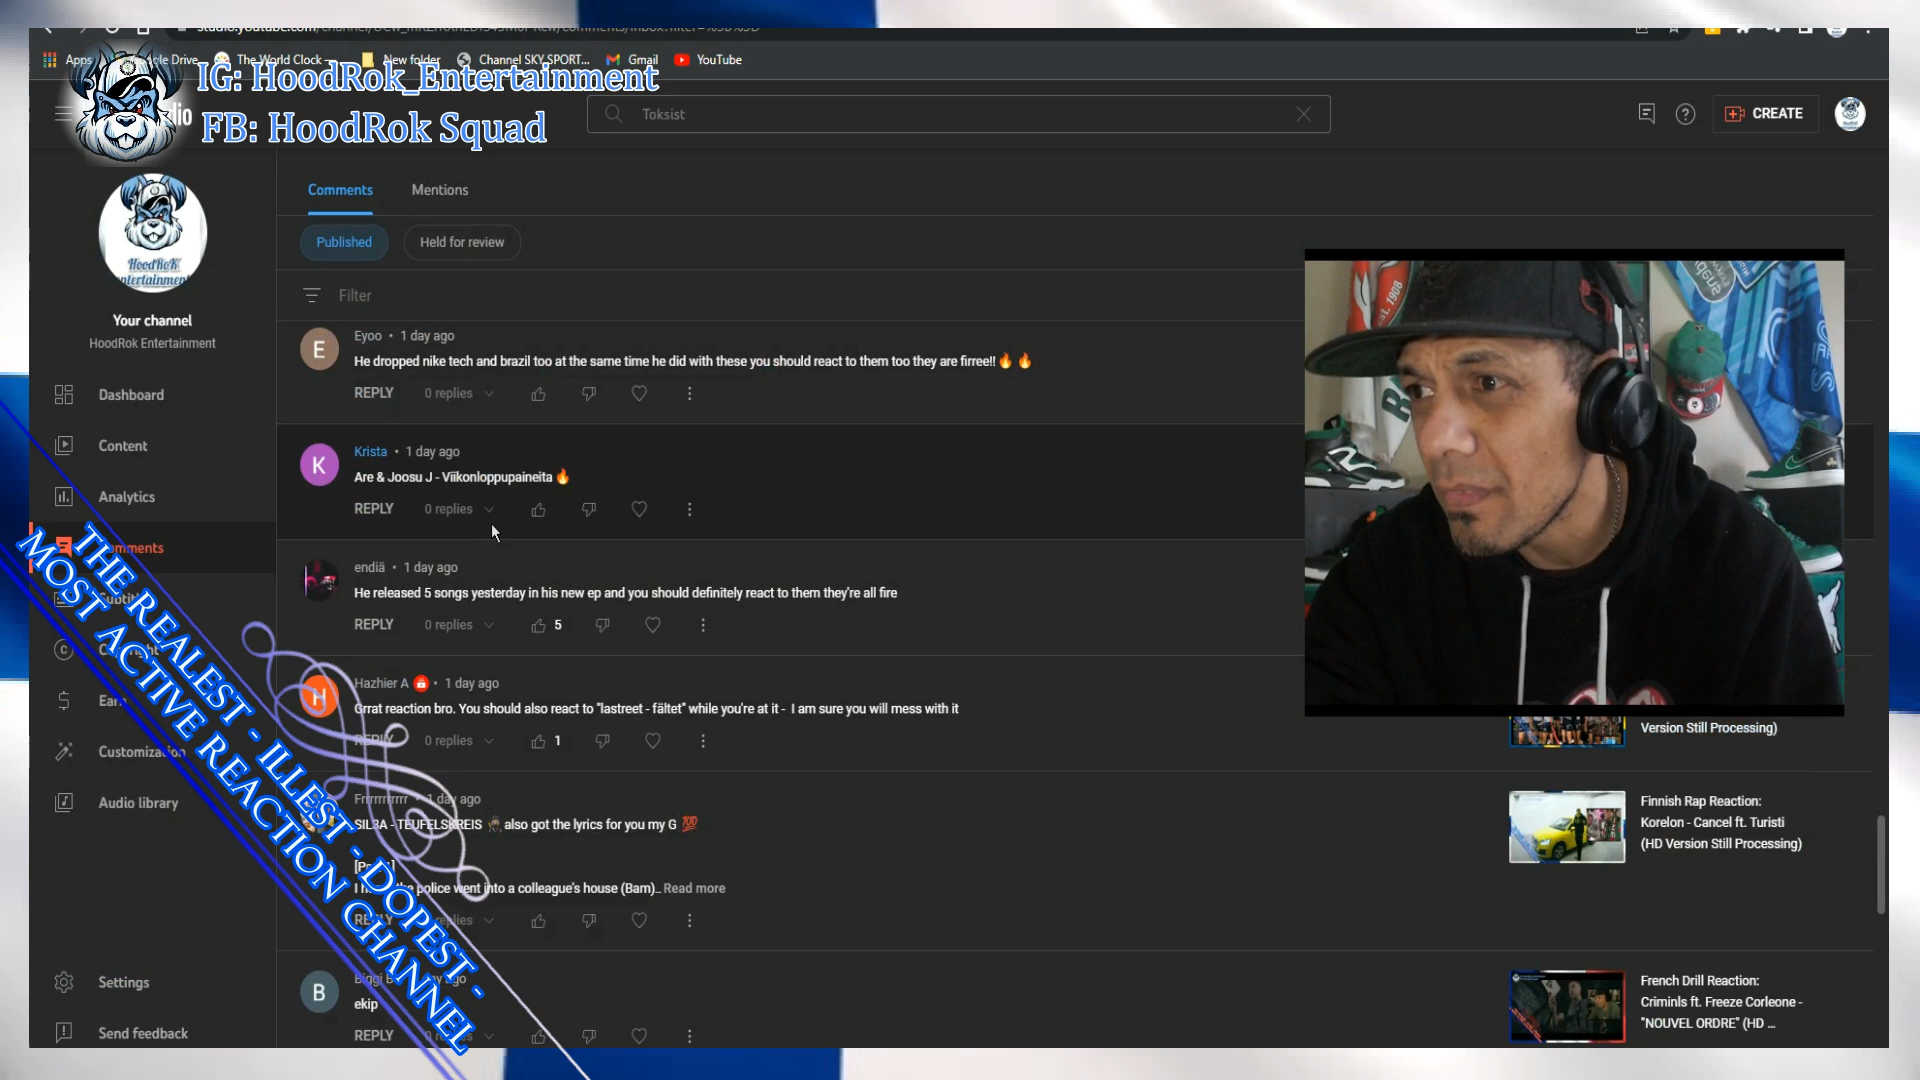 Apps
The World Clock
New folder
Channel SKY SPORT...
Gmail
YouTube
IG: HoodRok_Entertainment
FB: HoodRok Squad
Toksist
CREATE
HooDRoK
Your channel
HoodRok Entertainment
Dashboard
Content
Analytics
Settings
Send feedback
Customization
Audio library
Comments
Mentions
Published
Held for review
Filter
E
Eyoo • 1 day ago
He dropped nike tech and brazil too at the same time he did with these you should react to them too they are firree!! 🔥 🔥
REPLY 0 replies
K
Krista • 1 day ago
Are & Joosu J - Viikonloppupaineita 🔥
REPLY 0 replies
endiä • 1 day ago
He released 5 songs yesterday in his new ep and you should definitely react to them they're all fire
REPLY 0 replies 5
H
Hazhier A • 1 day ago
Grrat reaction bro. You should also react to "lastreet - fältet" while you're at it - I am sure you will mess with it
REPLY 0 replies 1
1 day ago
TEUFELSKREIS 🥷 also got the lyrics for you my G 💯
police went into a colleague's house (Bam)... Read more
replies
B
ekip
REPLY
Version Still Processing)
Finnish Rap Reaction:
Korelon - Cancel ft. Turisti
(HD Version Still Processing)
French Drill Reaction:
Criminls ft. Freeze Corleone -
"NOUVEL ORDRE" (HD ...
THE REALEST - ILLEST - DOPEST -
MOST ACTIVE REACTION CHANNEL
EST. 1908